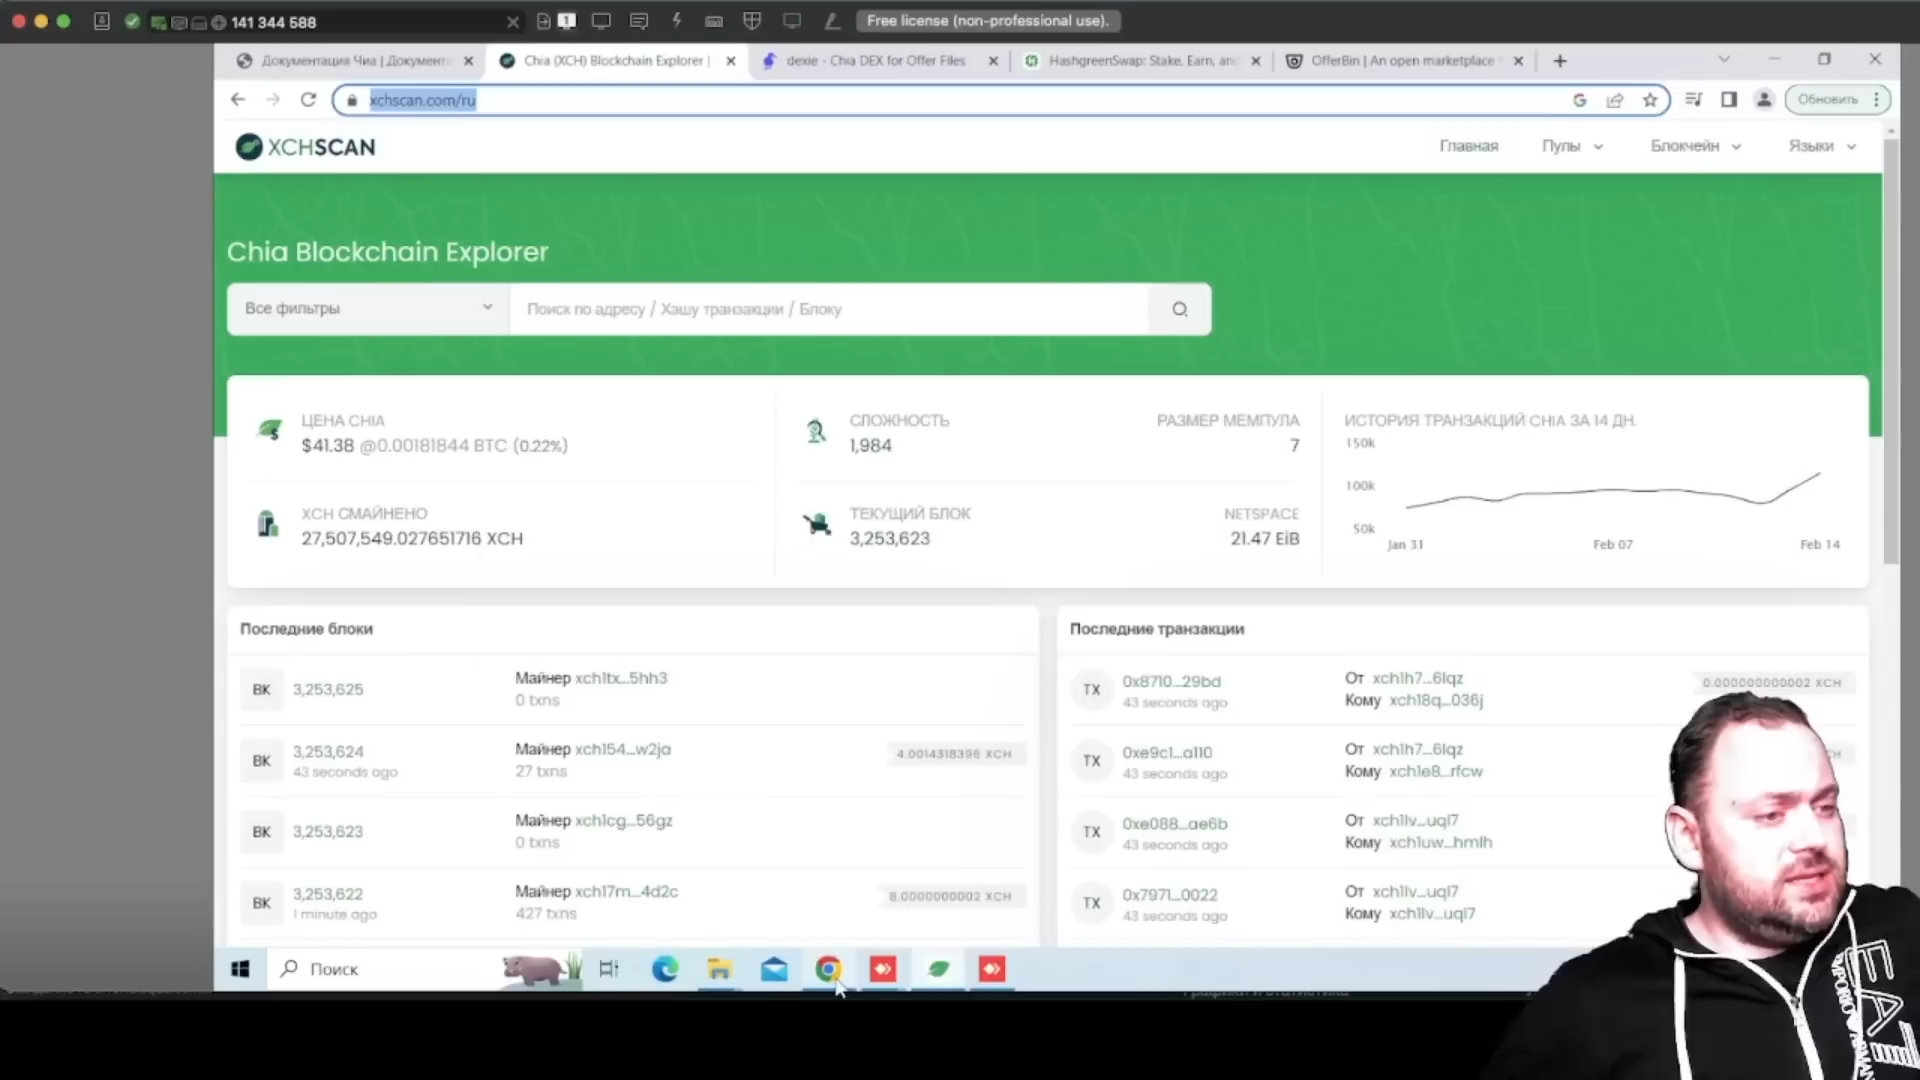 141 344 588
1
Free license (non-professional use).
Документация Чиа | Документ
Chia (XCH) Blockchain Explorer |
dexie - Chia DEX for Offer Files
HashgreenSwap: Stake, Earn, an
OfferBin | An open marketplace
xchscan.com/ru
Обновить
XCHSCAN
Главная
Пулы
Блокчейн
Языки
Chia Blockchain Explorer
Все фильтры
Поиск по адресу / Хашу транзакции / Блоку
ЦЕНА CHIA
$41.38 @0.00181844 BTC (0.22%)
СЛОЖНОСТЬ
1,984
РАЗМЕР МЕМПУЛА
7
XCH СМАЙНЕНО
27,507,549.027651716 XCH
ТЕКУЩИЙ БЛОК
3,253,623
NETSPACE
21.47 EiB
ИСТОРИЯ ТРАНЗАКЦИЙ CHIA ЗА 14 ДН.
150k
100k
50k
Jan 31
Feb 07
Feb 14
Последние блоки
BK
3,253,625
Майнер xch1tx...5hh3
0 txns
BK
3,253,624
43 seconds ago
Майнер xch154...w2ja
27 txns
4.0014318396 XCH
BK
3,253,623
Майнер xch1cg...56gz
0 txns
BK
3,253,622
1 minute ago
Майнер xch17m...4d2c
427 txns
8.0000000002 XCH
Последние транзакции
TX
0x8710...29bd
43 seconds ago
От xch1h7...6lqz
Кому xch18q...036j
0.000000000002 XCH
TX
0xe9c1...a110
43 seconds ago
От xch1h7...6lqz
Кому xch1e8...rfcw
TX
0xe088...ae6b
43 seconds ago
От xch1lv...uql7
Кому xch1uw...hmlh
TX
0x7971...0022
43 seconds ago
От xch1lv...uql7
Кому xch1lv...uql7
Поиск
EA7